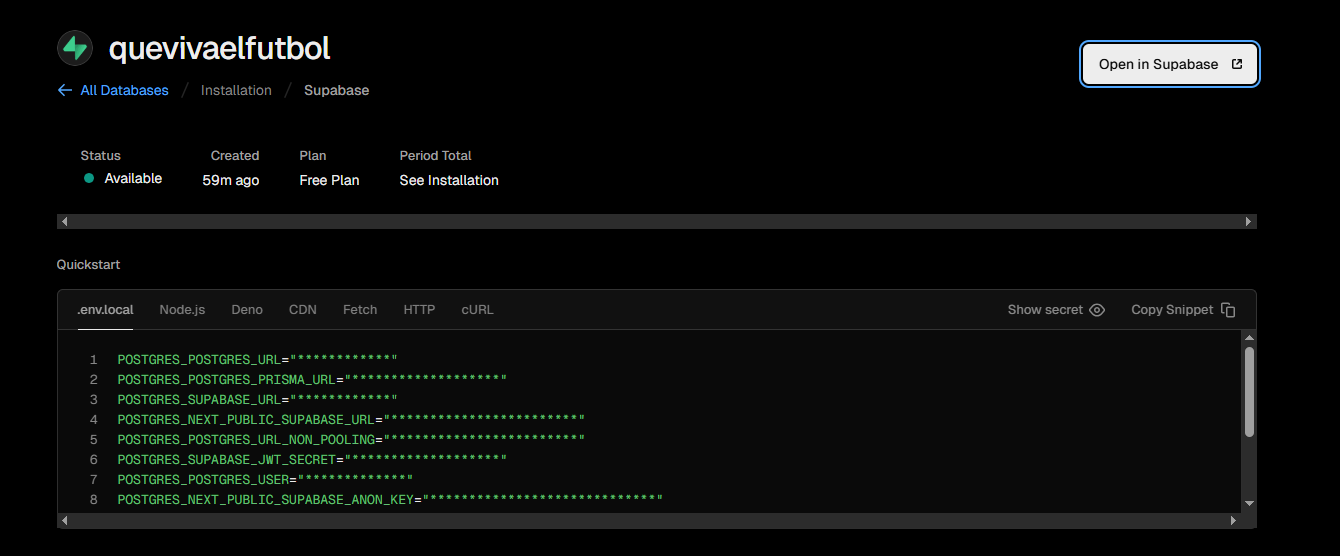 quevivaelfutbol
Open in Supabase
← All Databases / Installation / Supabase
Status Created Plan Period Total
Available 59m ago Free Plan See Installation
Quickstart
.env.local Node.js Deno CDN Fetch HTTP cURL Show secret Copy Snippet
1 POSTGRES_POSTGRES_URL="************"
2 POSTGRES_POSTGRES_PRISMA_URL="*******************"
3 POSTGRES_SUPABASE_URL="************"
4 POSTGRES_NEXT_PUBLIC_SUPABASE_URL="************************"
5 POSTGRES_POSTGRES_URL_NON_POOLING="************************"
6 POSTGRES_SUPABASE_JWT_SECRET="*******************"
7 POSTGRES_POSTGRES_USER="*************"
8 POSTGRES_NEXT_PUBLIC_SUPABASE_ANON_KEY="*****************************"